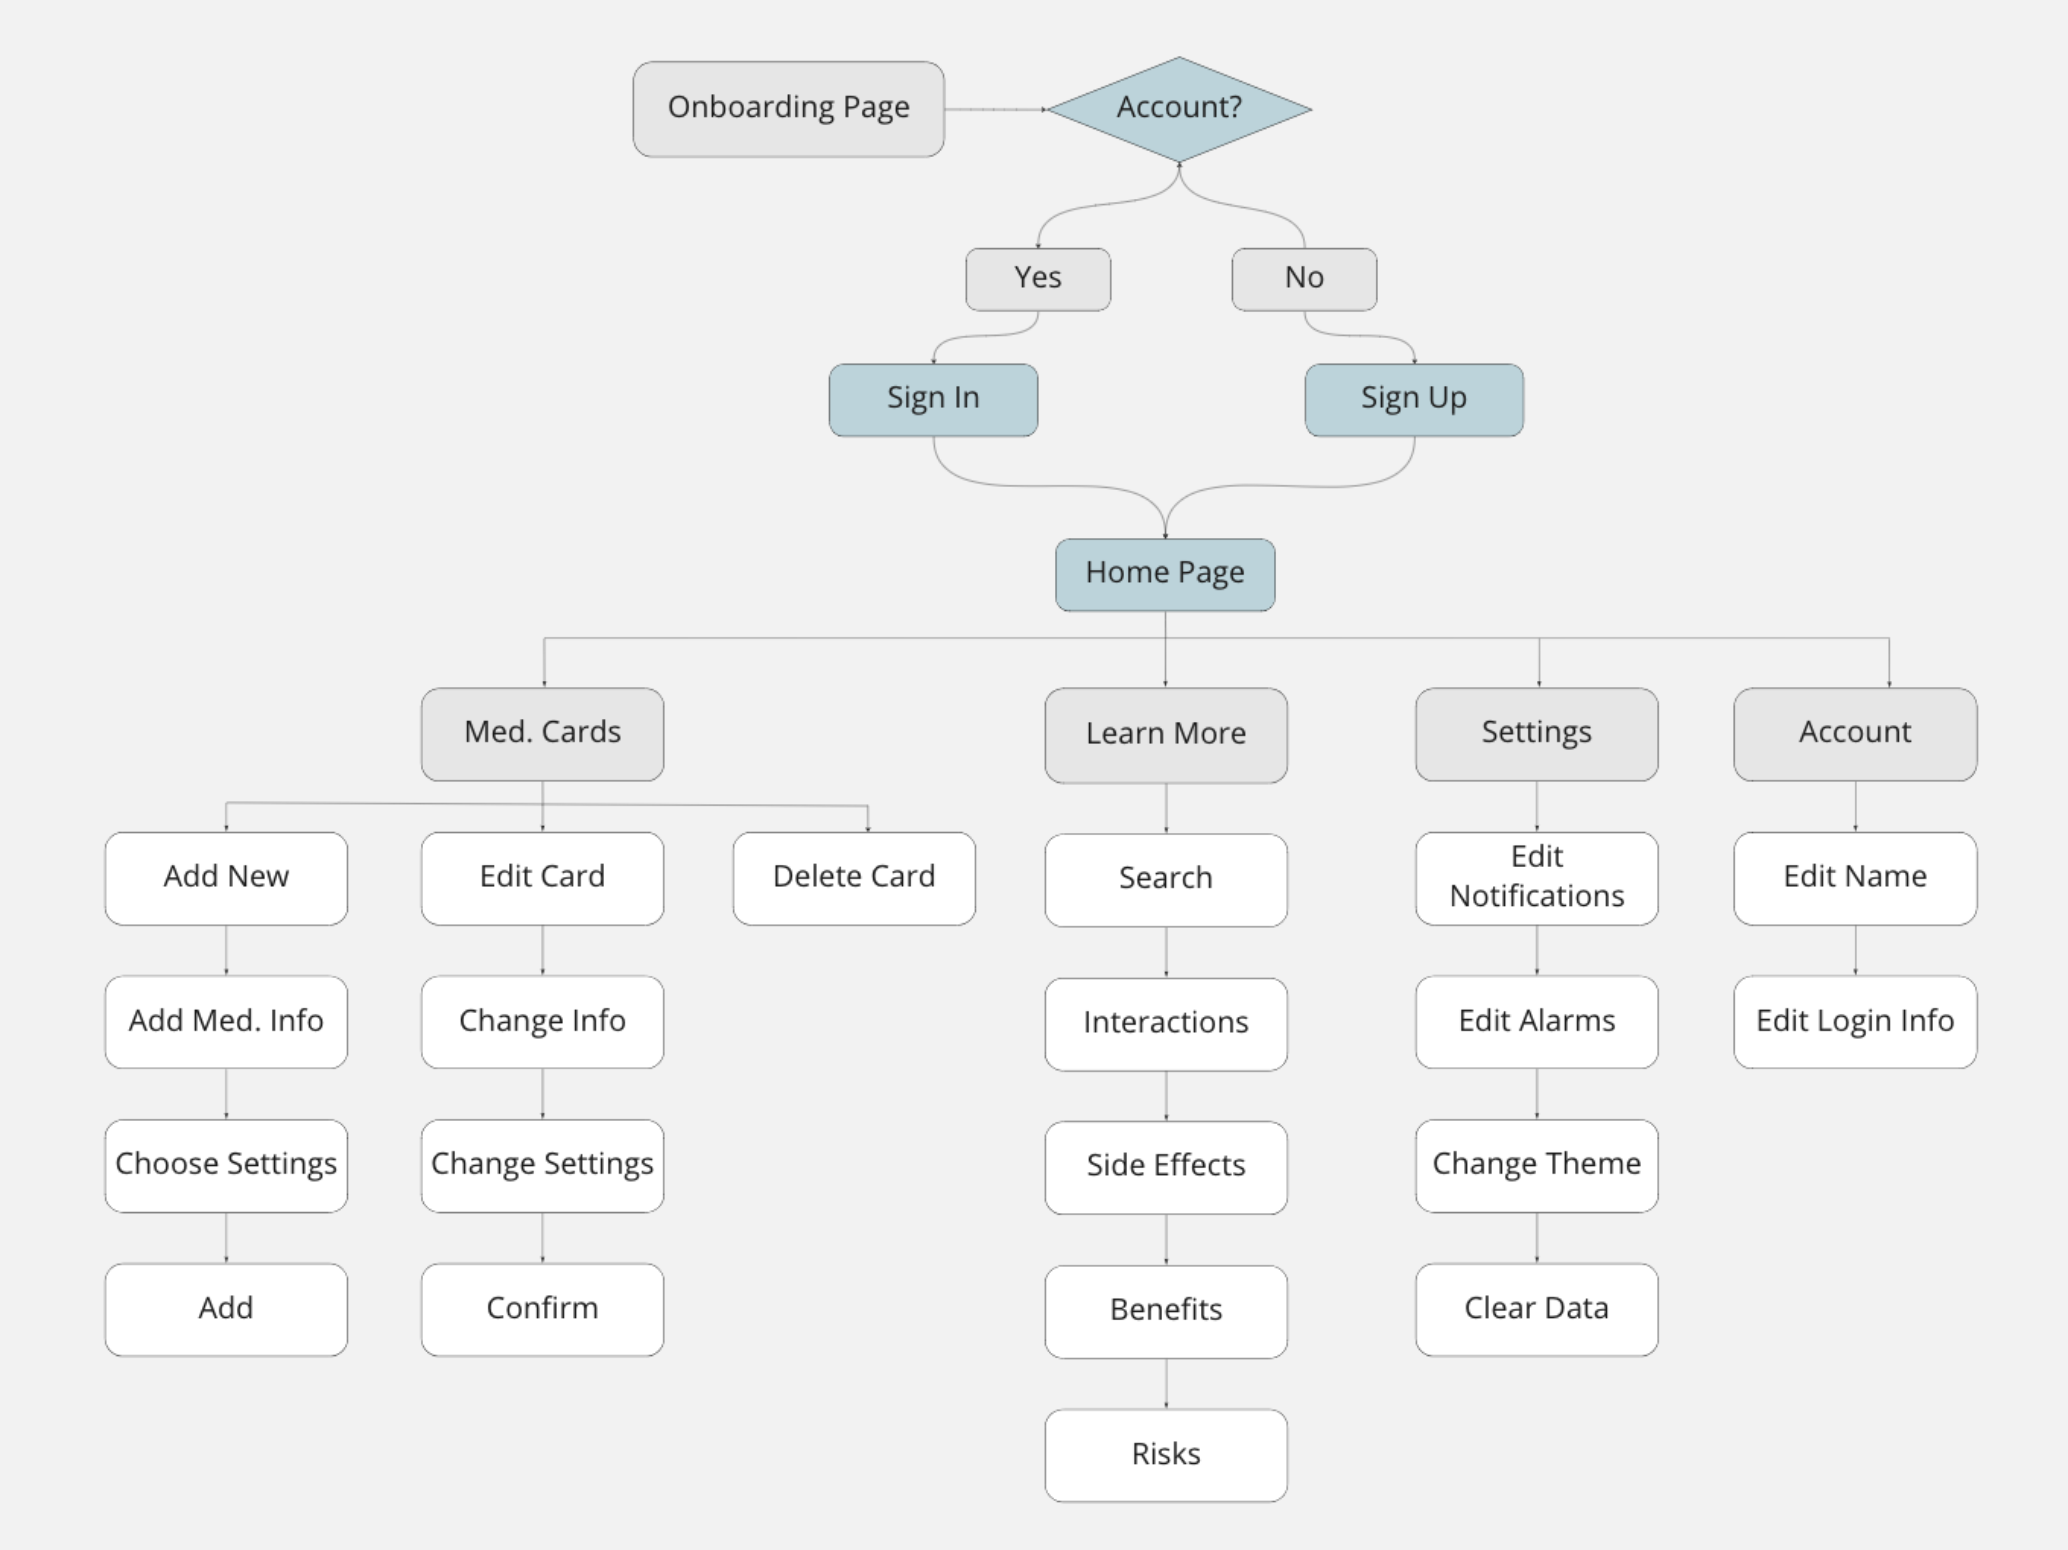 Onboarding Page
Account?
Yes
No
Sign In
Sign Up
Home Page
Med. Cards
Learn More
Settings
Account
Add New
Edit Card
Delete Card
Search
Edit
Notifications
Edit Name
Add Med. Info
Change Info
Interactions
Edit Alarms
Edit Login Info
Choose Settings
Change Settings
Side Effects
Change Theme
Add
Confirm
Benefits
Clear Data
Risks